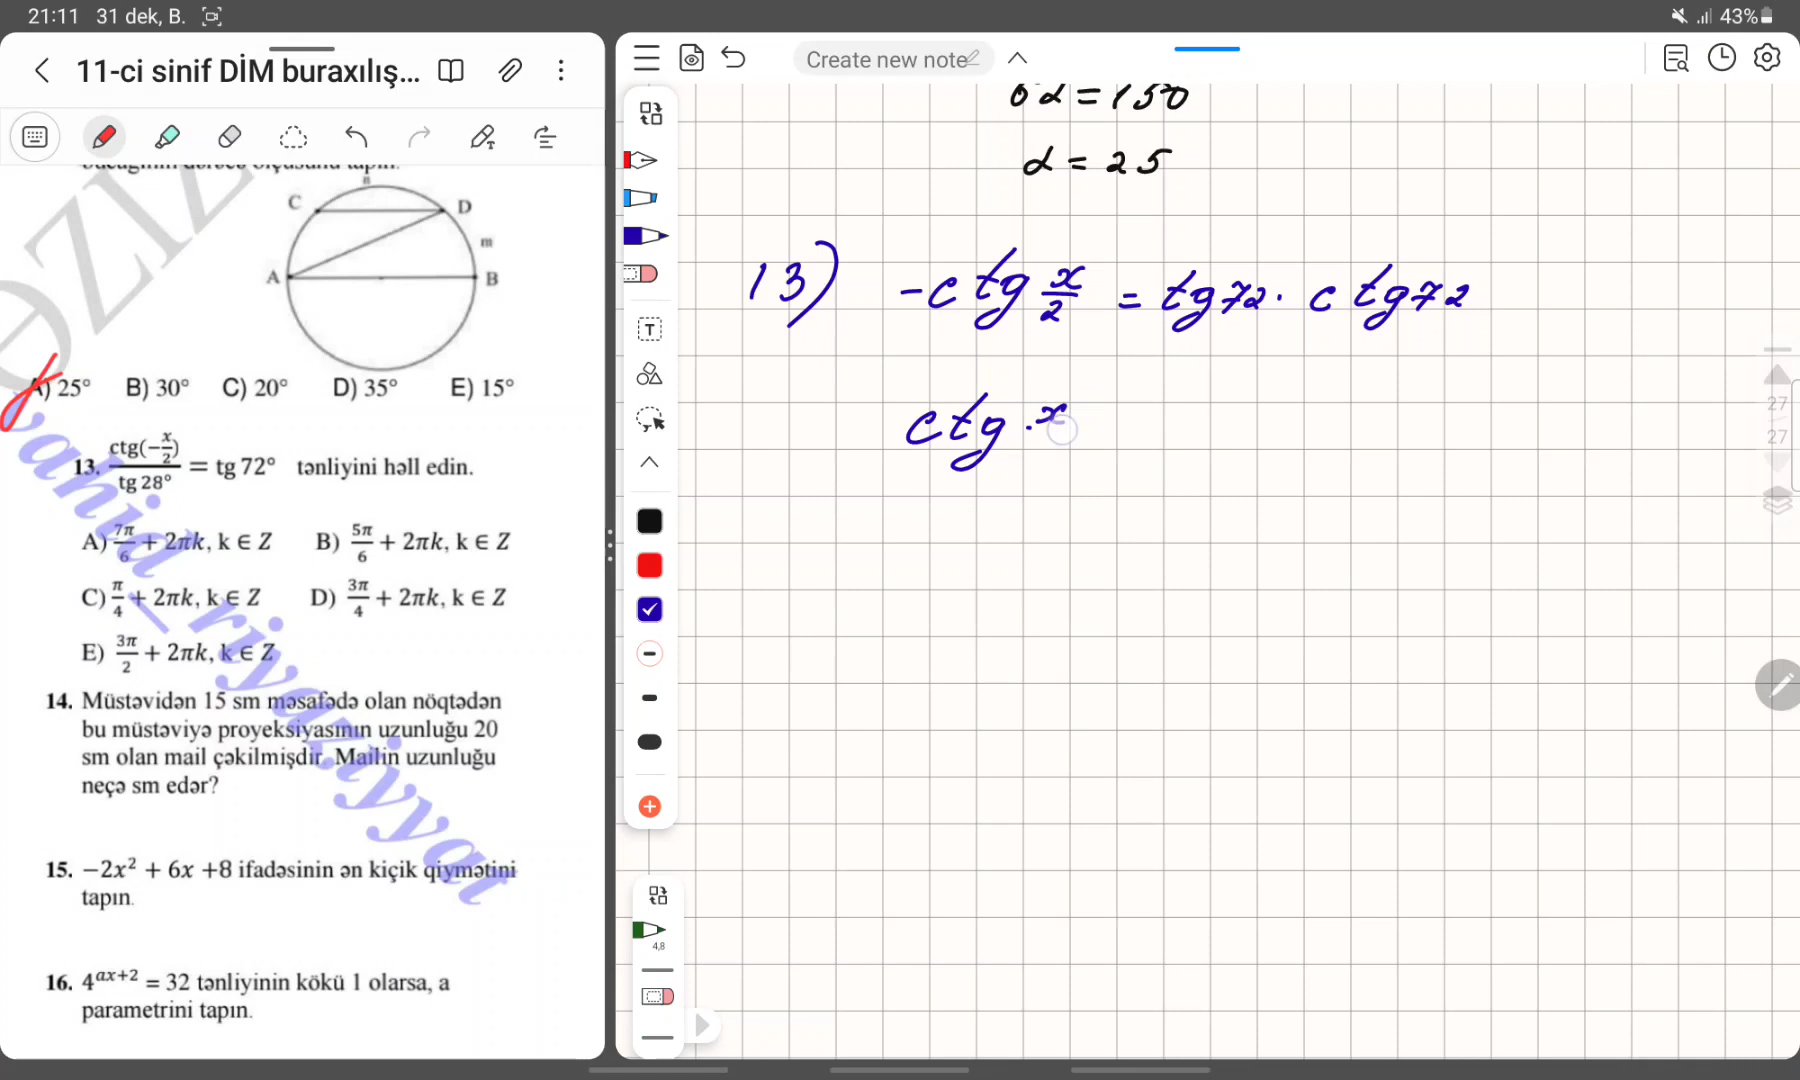 21:11 31 dek, B. 43%
11-ci sinif DİM buraxılış...
Create new note
C n D
m
A B
A) 25° B) 30° C) 20° D) 35° E) 15°
13. ctg(−x/2)/tg 28° = tg 72° tənliyini həll edin.
A) 7π/6 + 2πk, k ∈ Z B) 5π/6 + 2πk, k ∈ Z
C) π/4 + 2πk, k ∈ Z D) 3π/4 + 2πk, k ∈ Z
E) 3π/2 + 2πk, k ∈ Z
14. Müstəvidən 15 sm məsafədə olan nöqtədən
bu müstəviyə proyeksiyasının uzunluğu 20
sm olan mail çəkilmişdir. Mailin uzunluğu
neçə sm edər?
15. −2x² + 6x +8 ifadəsinin ən kiçik qiymətini
tapın.
16. 4^(ax+2) = 32 tənliyinin kökü 1 olarsa, a
parametrini tapın.
vahid_riyaziyyat
6α = 150
α = 25
13) -ctg x/2 = tg72 · ctg72
ctg x
T
4,8
27
27